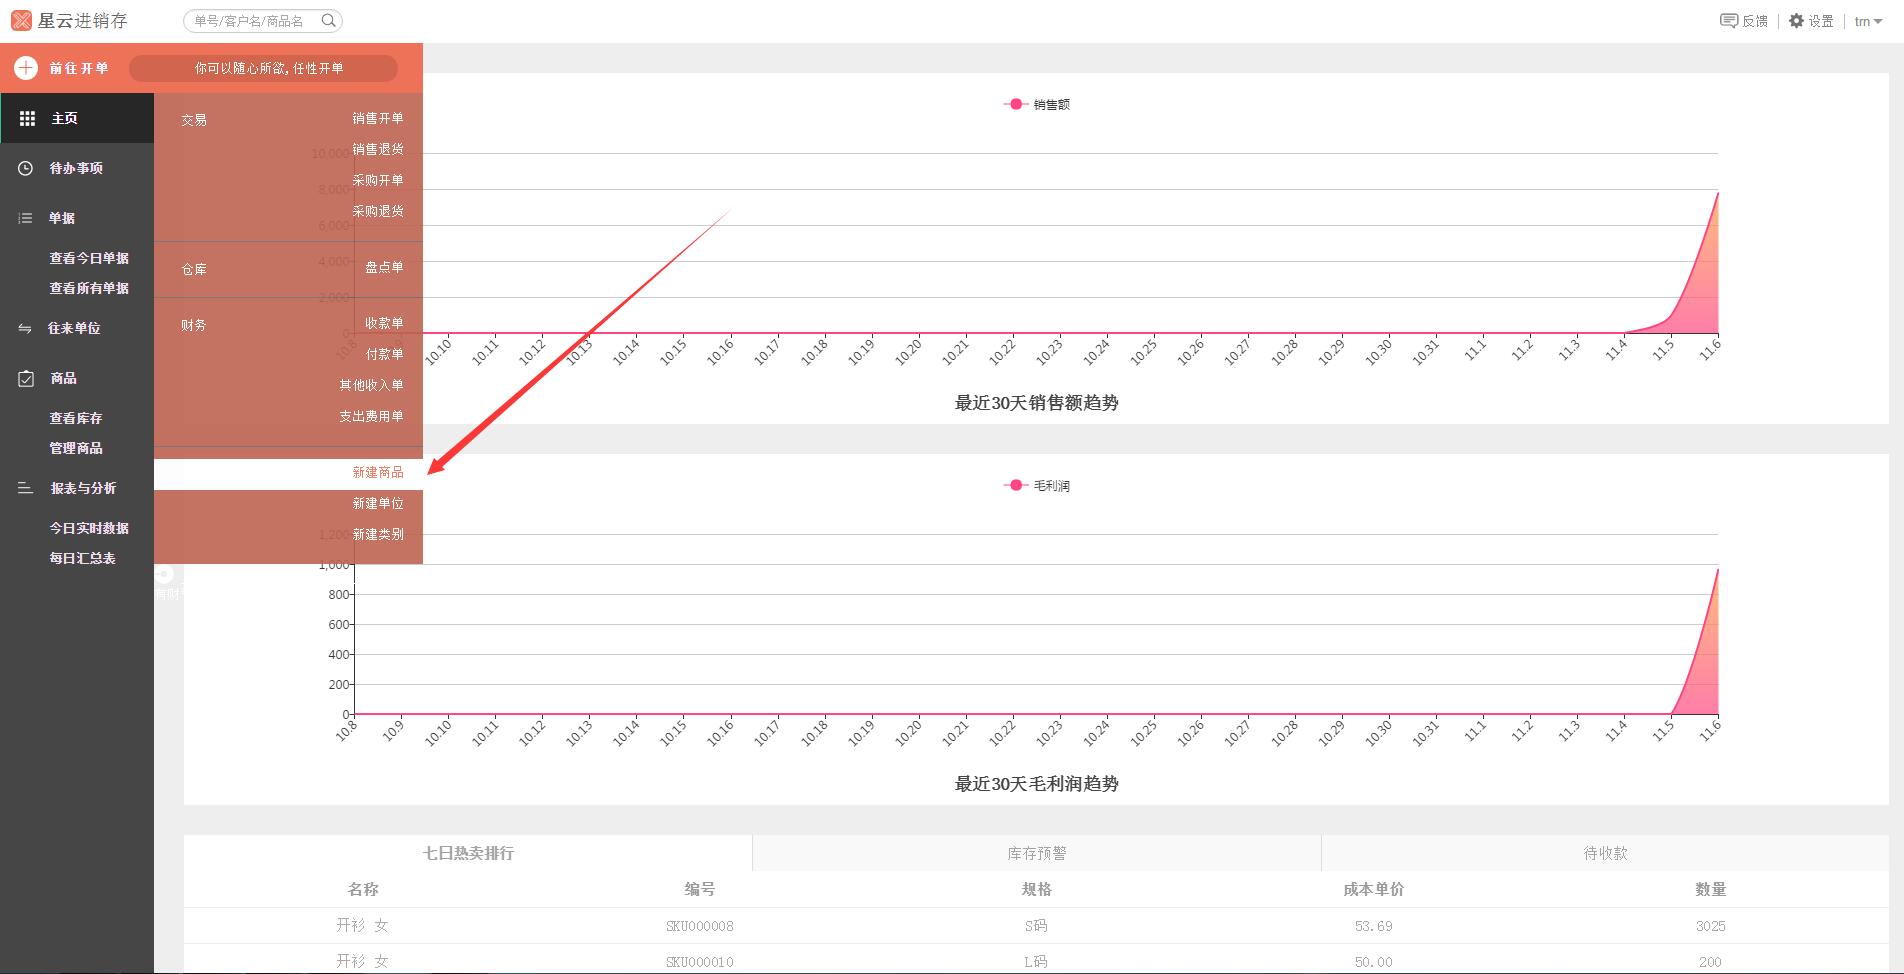 星云进销存
单号/客户名/商品名
反馈
设置
trn
前往开单
你可以随心所欲,任性开单
主页
待办事项
单据
查看今日单据
查看所有单据
往来单位
商品
查看库存
管理商品
报表与分析
今日实时数据
每日汇总表
交易
销售开单
销售退货
采购开单
采购退货
仓库
盘点单
财务
收款单
付款单
其他收入单
支出费用单
新建商品
新建单位
新建类别
有财
销售额
10,000
8,000
6,000
4,000
2,000
0
10.8 10.10 10.11 10.12 10.13 10.14 10.15 10.16 10.17 10.18 10.19 10.20 10.21 10.22 10.23 10.24 10.25 10.26 10.27 10.28 10.29 10.30 10.31 11.1 11.2 11.3 11.4 11.5 11.6
最近30天销售额趋势
毛利润
1,200
1,000
800
600
400
200
0
10.8 10.9 10.10 10.11 10.12 10.13 10.14 10.15 10.16 10.17 10.18 10.19 10.20 10.21 10.22 10.23 10.24 10.25 10.26 10.27 10.28 10.29 10.30 10.31 11.1 11.2 11.3 11.4 11.5 11.6
最近30天毛利润趋势
七日热卖排行 库存预警 待收款
名称 编号 规格 成本单价 数量
开衫 女 SKU000008 S码 53.69 3025
开衫 女 SKU000010 L码 50.00 200